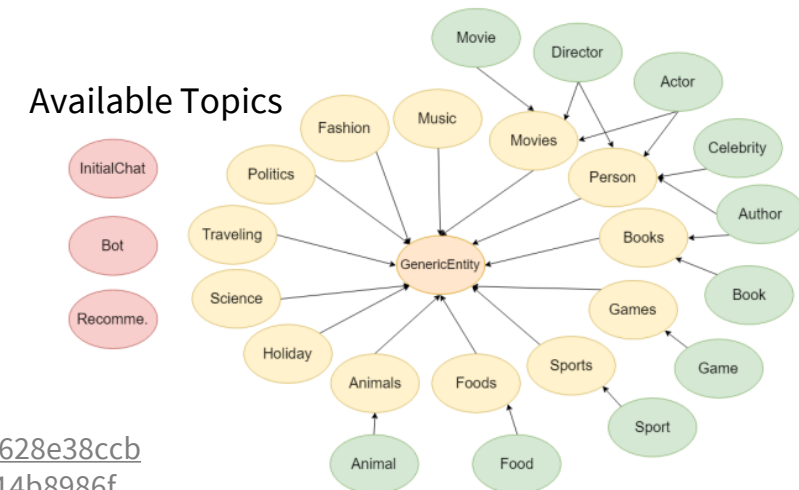 Available Topics
InitialChat
Bot
Recomme.
Movie
Director
Actor
Fashion
Music
Movies
Celebrity
Politics
Person
Author
Traveling
Books
GenericEntity
Science
Book
Games
Holiday
Animals
Foods
Sports
Game
Sport
Animal
Food
628e38ccb
14b8986f